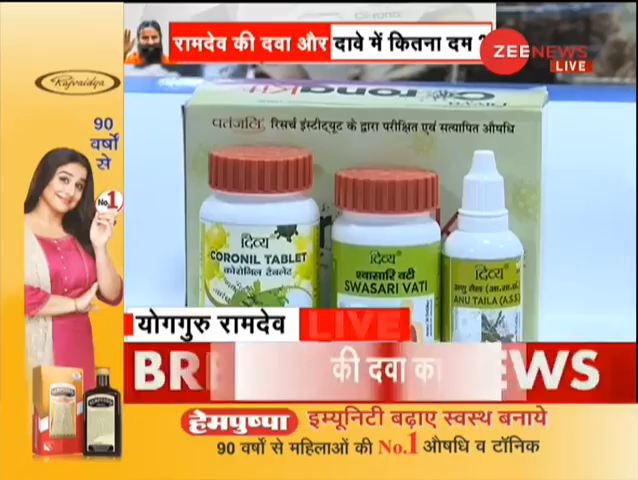 रामदेव की दवा और दावे में कितना दम ?
ZEE NEWS
LIVE
Rajvaidya
90
वर्षों
से
No.1
पतंजलि रिसर्च इंस्टीट्यूट के द्वारा परीक्षित एवं सत्यापित औषधि
दिव्य
CORONIL TABLET
कोरोनिल टैबलेट
दिव्य
श्वासारि वटी
SWASARI VATI
दिव्य
अणु तैल (आ.सा.सं.)
ANU TAILA (A.S.S.)
योगगुरु रामदेव
LIVE
BRE की दवा का EWS
हेमपुष्पा इम्यूनिटी बढ़ाए स्वस्थ बनाये
90 वर्षों से महिलाओं की No.1 औषधि व टॉनिक